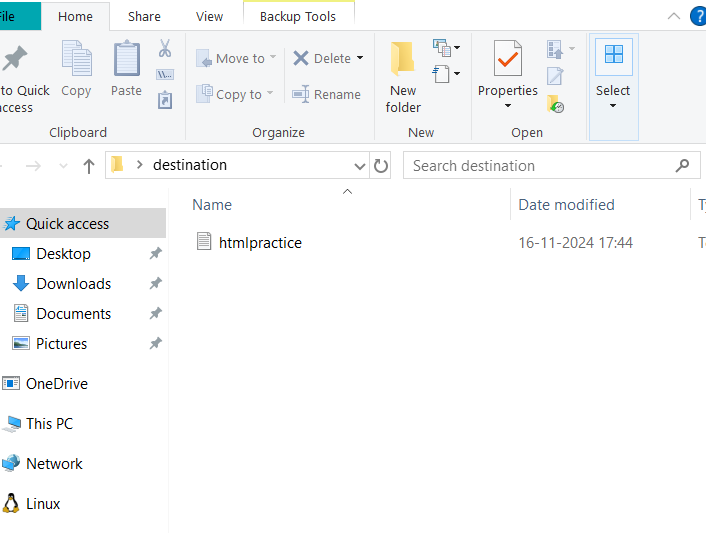 File Home Share View Backup Tools
to Quick access Copy Paste
Move to
Copy to
Delete
Rename
New folder
Properties
Select
Clipboard Organize New Open
destination Search destination
Name Date modified
Quick access
htmlpractice 16-11-2024 17:44
Desktop
Downloads
Documents
Pictures
OneDrive
This PC
Network
Linux